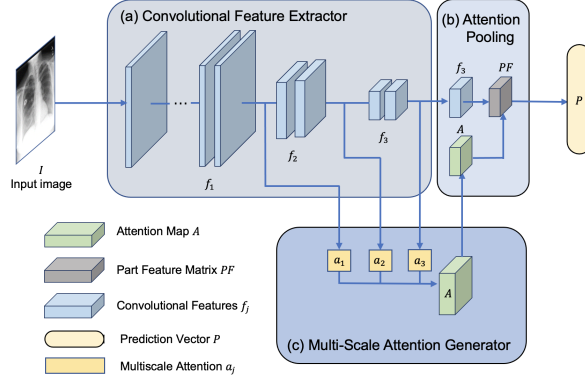 (a) Convolutional Feature Extractor
(b) Attention
Pooling
...
f₁
f₂
f₃
f₃
PF
A
P
I
Input image
a₁
a₂
a₃
A
(c) Multi-Scale Attention Generator
Attention Map A
Part Feature Matrix PF
Convolutional Features fⱼ
Prediction Vector P
Multiscale Attention aⱼ